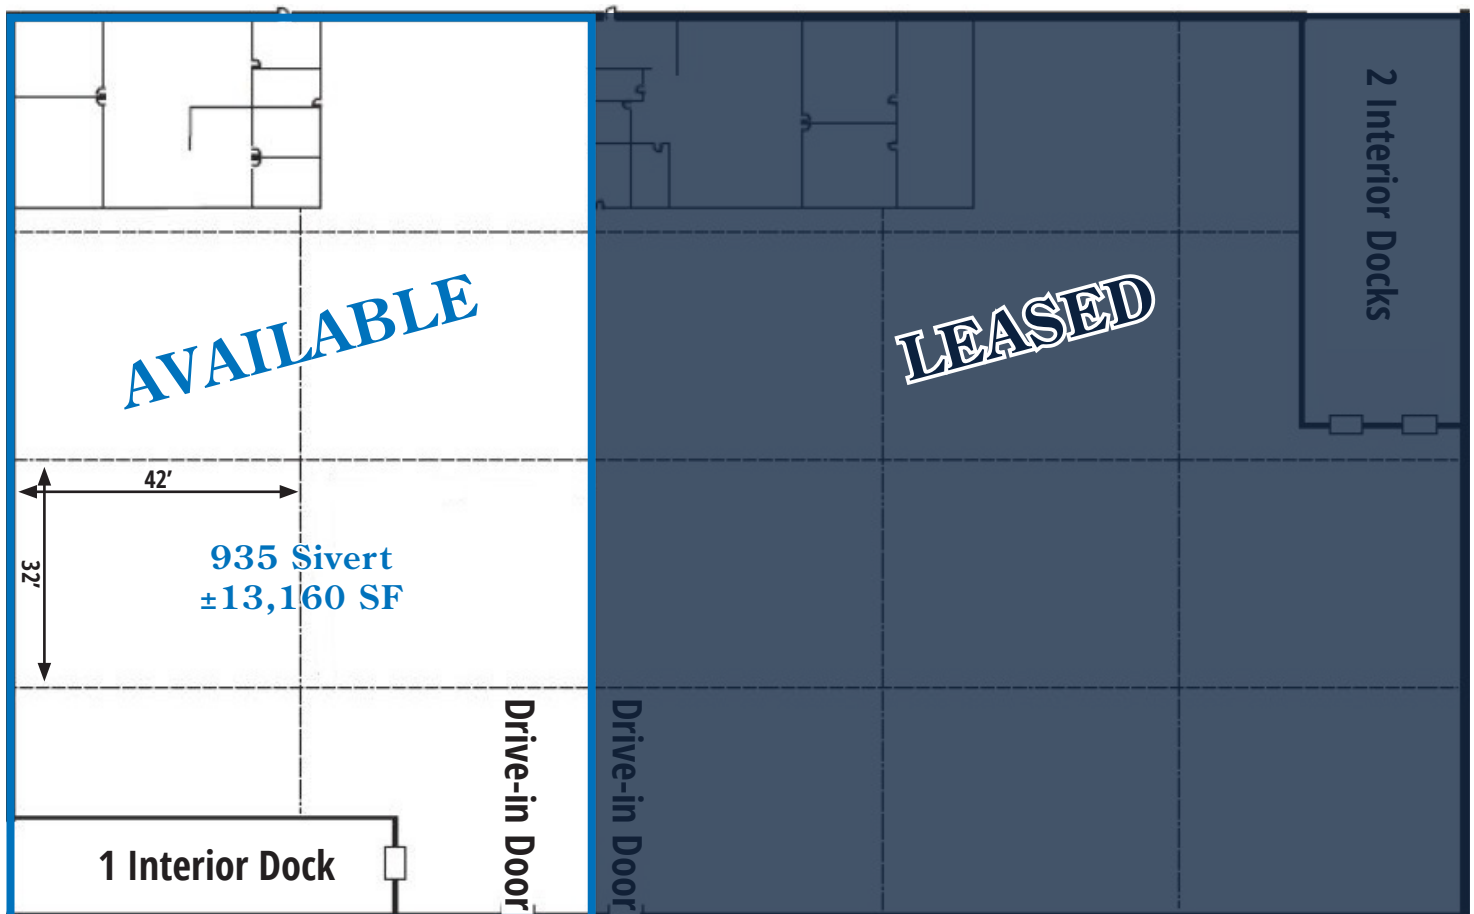 2 Interior Docks
AVAILABLE
LEASED
42’
32’
935 Sivert
±13,160 SF
Drive-in Door
Drive-in Door
1 Interior Dock